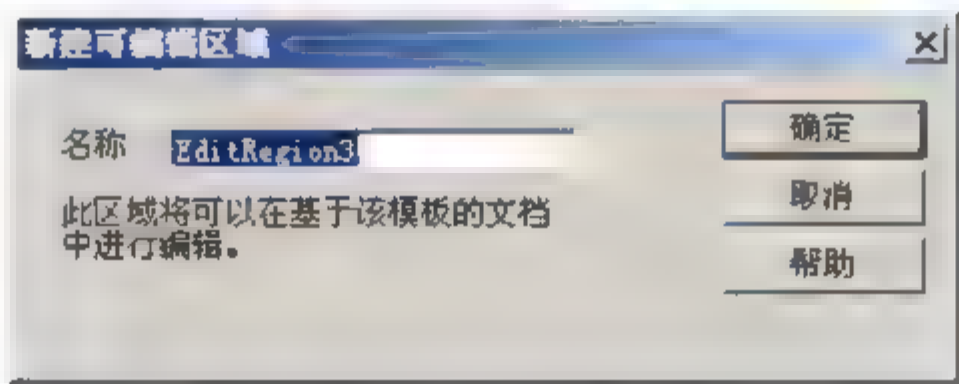 新建可编辑区域
名称 EditRegion3
确定
取消
帮助
此区域将可以在基于该模板的文档
中进行编辑。